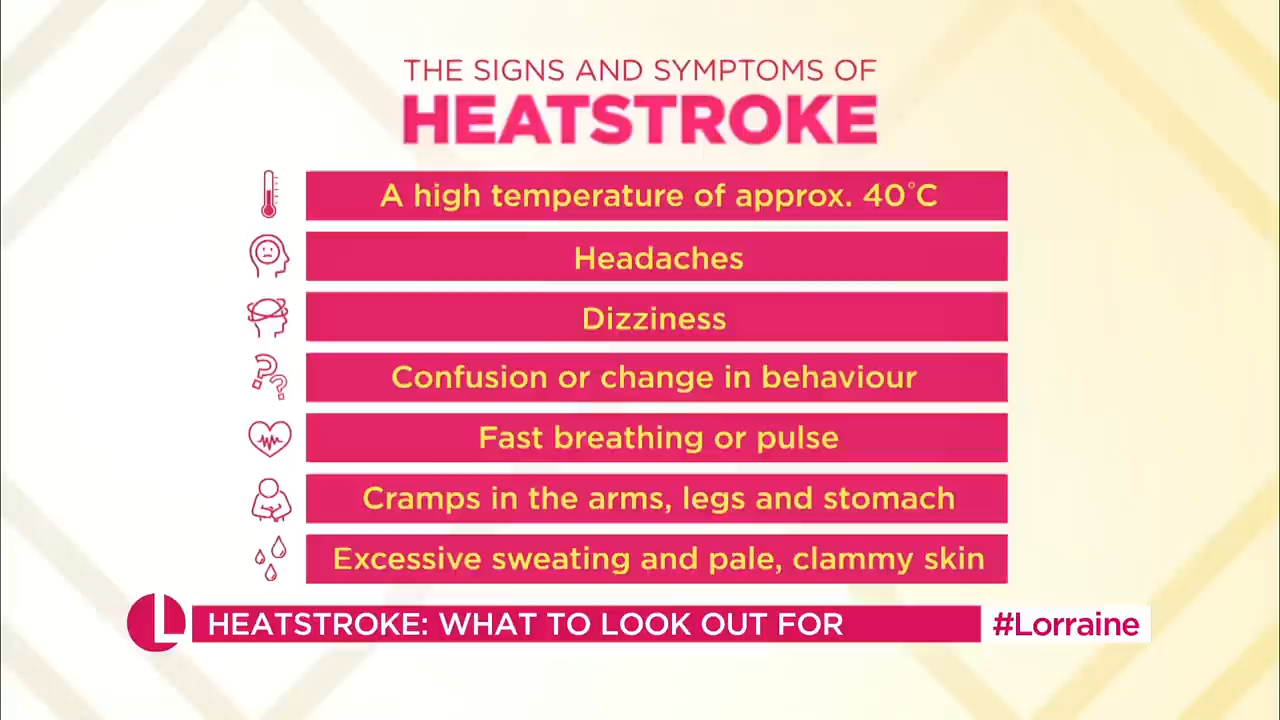 THE SIGNS AND SYMPTOMS OF
HEATSTROKE
A high temperature of approx. 40°C
Headaches
Dizziness
Confusion or change in behaviour
Fast breathing or pulse
Cramps in the arms, legs and stomach
Excessive sweating and pale, clammy skin
L HEATSTROKE: WHAT TO LOOK OUT FOR #Lorraine